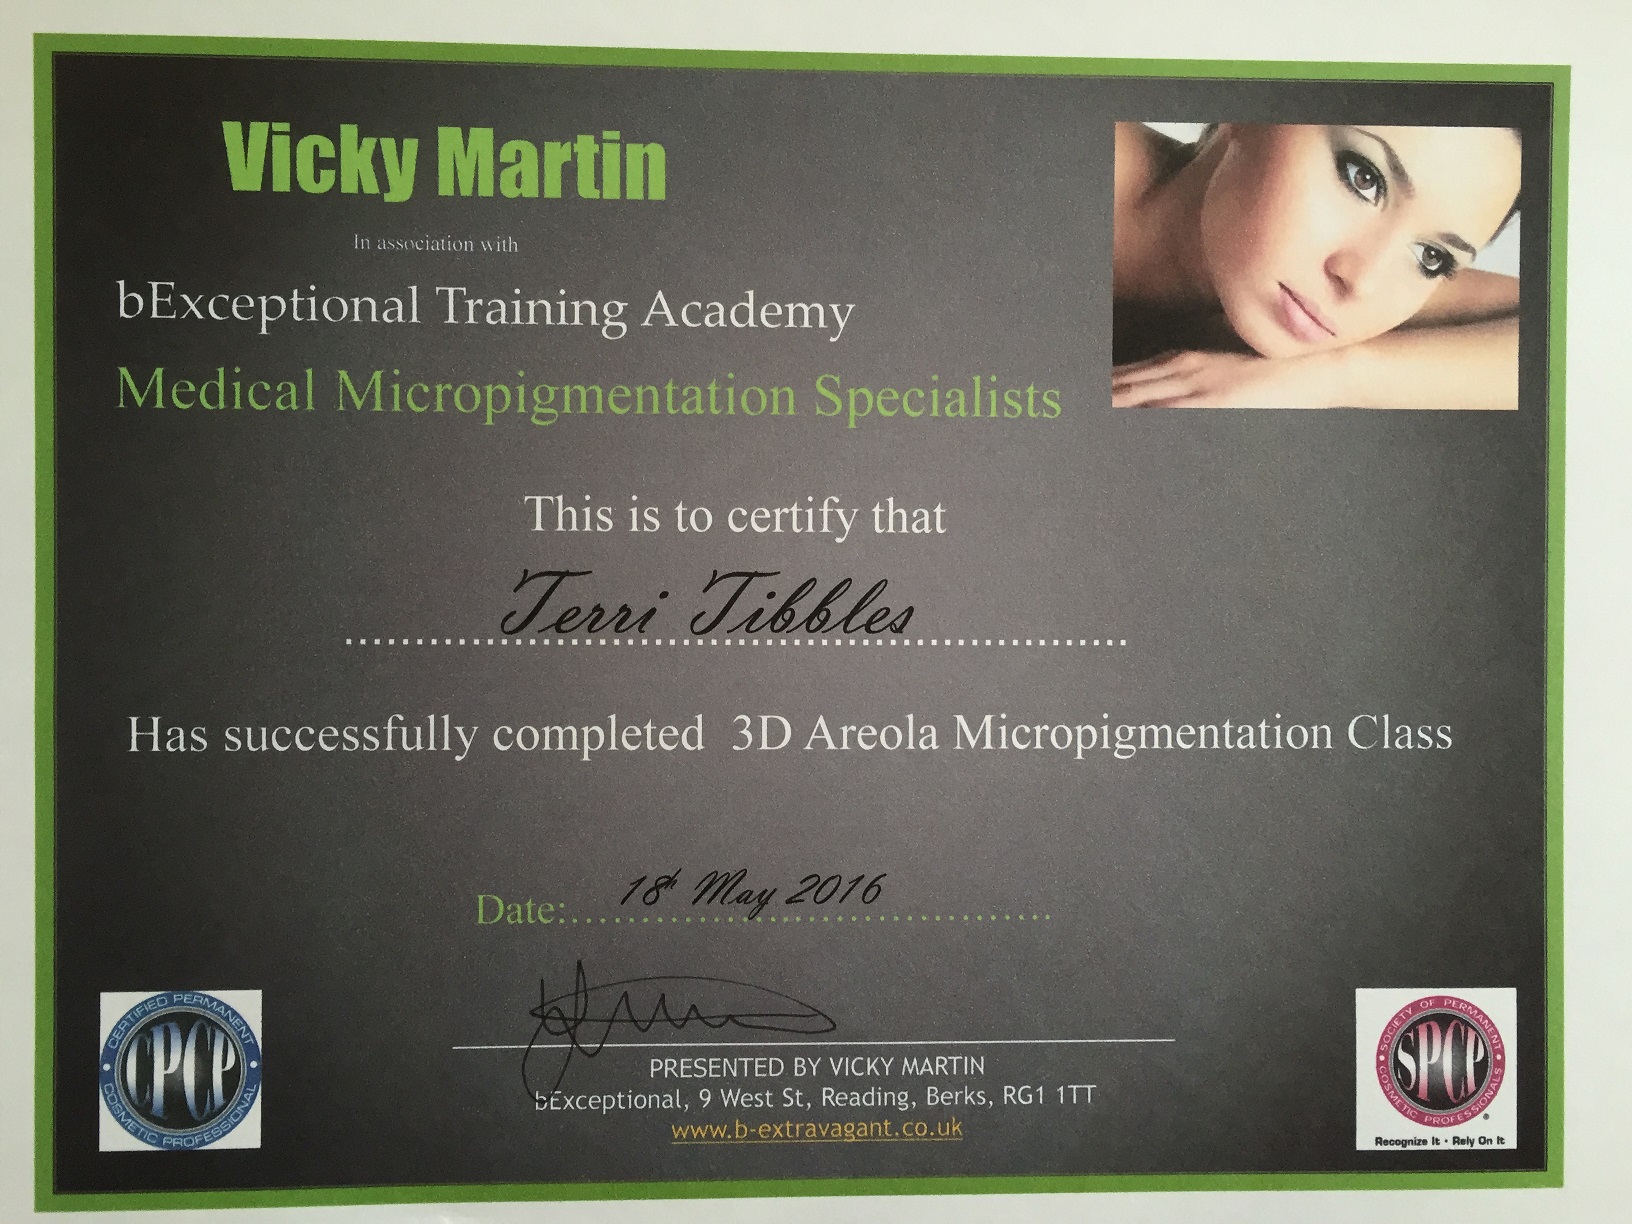 Vicky Martin
In association with
bExceptional Training Academy
Medical Micropigmentation Specialists
This is to certify that
Terri Tibbles
Has successfully completed 3D Areola Micropigmentation Class
Date: 18th May 2016
PRESENTED BY VICKY MARTIN
bExceptional, 9 West St, Reading, Berks, RG1 1TT
www.b-extravagant.co.uk
CERTIFIED PERMANENT
CPCP
COSMETIC PROFESSIONAL
SOCIETY OF PERMANENT
SPCP
COSMETIC PROFESSIONALS
®
Recognize It • Rely On It